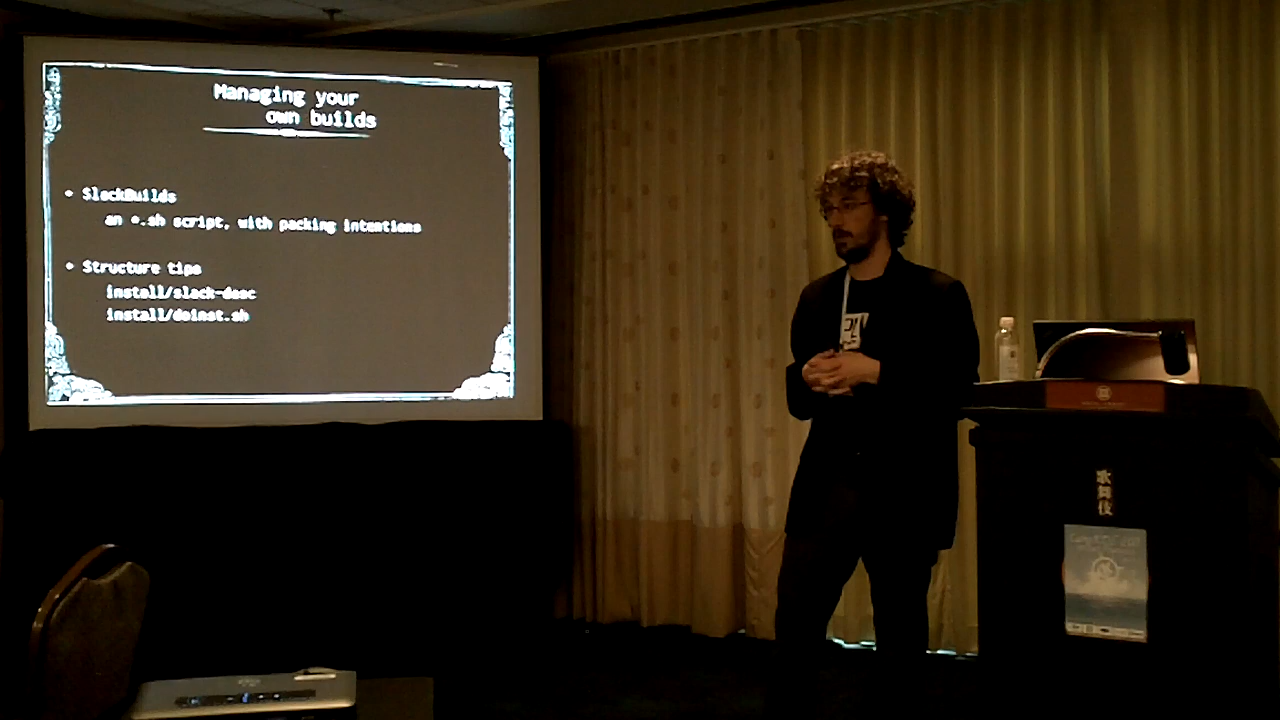 Managing your
own builds
• SlackBuilds
an *.sh script, with packing intentions
• Structure tips
install/slack-desc
install/doinst.sh
歌舞伎